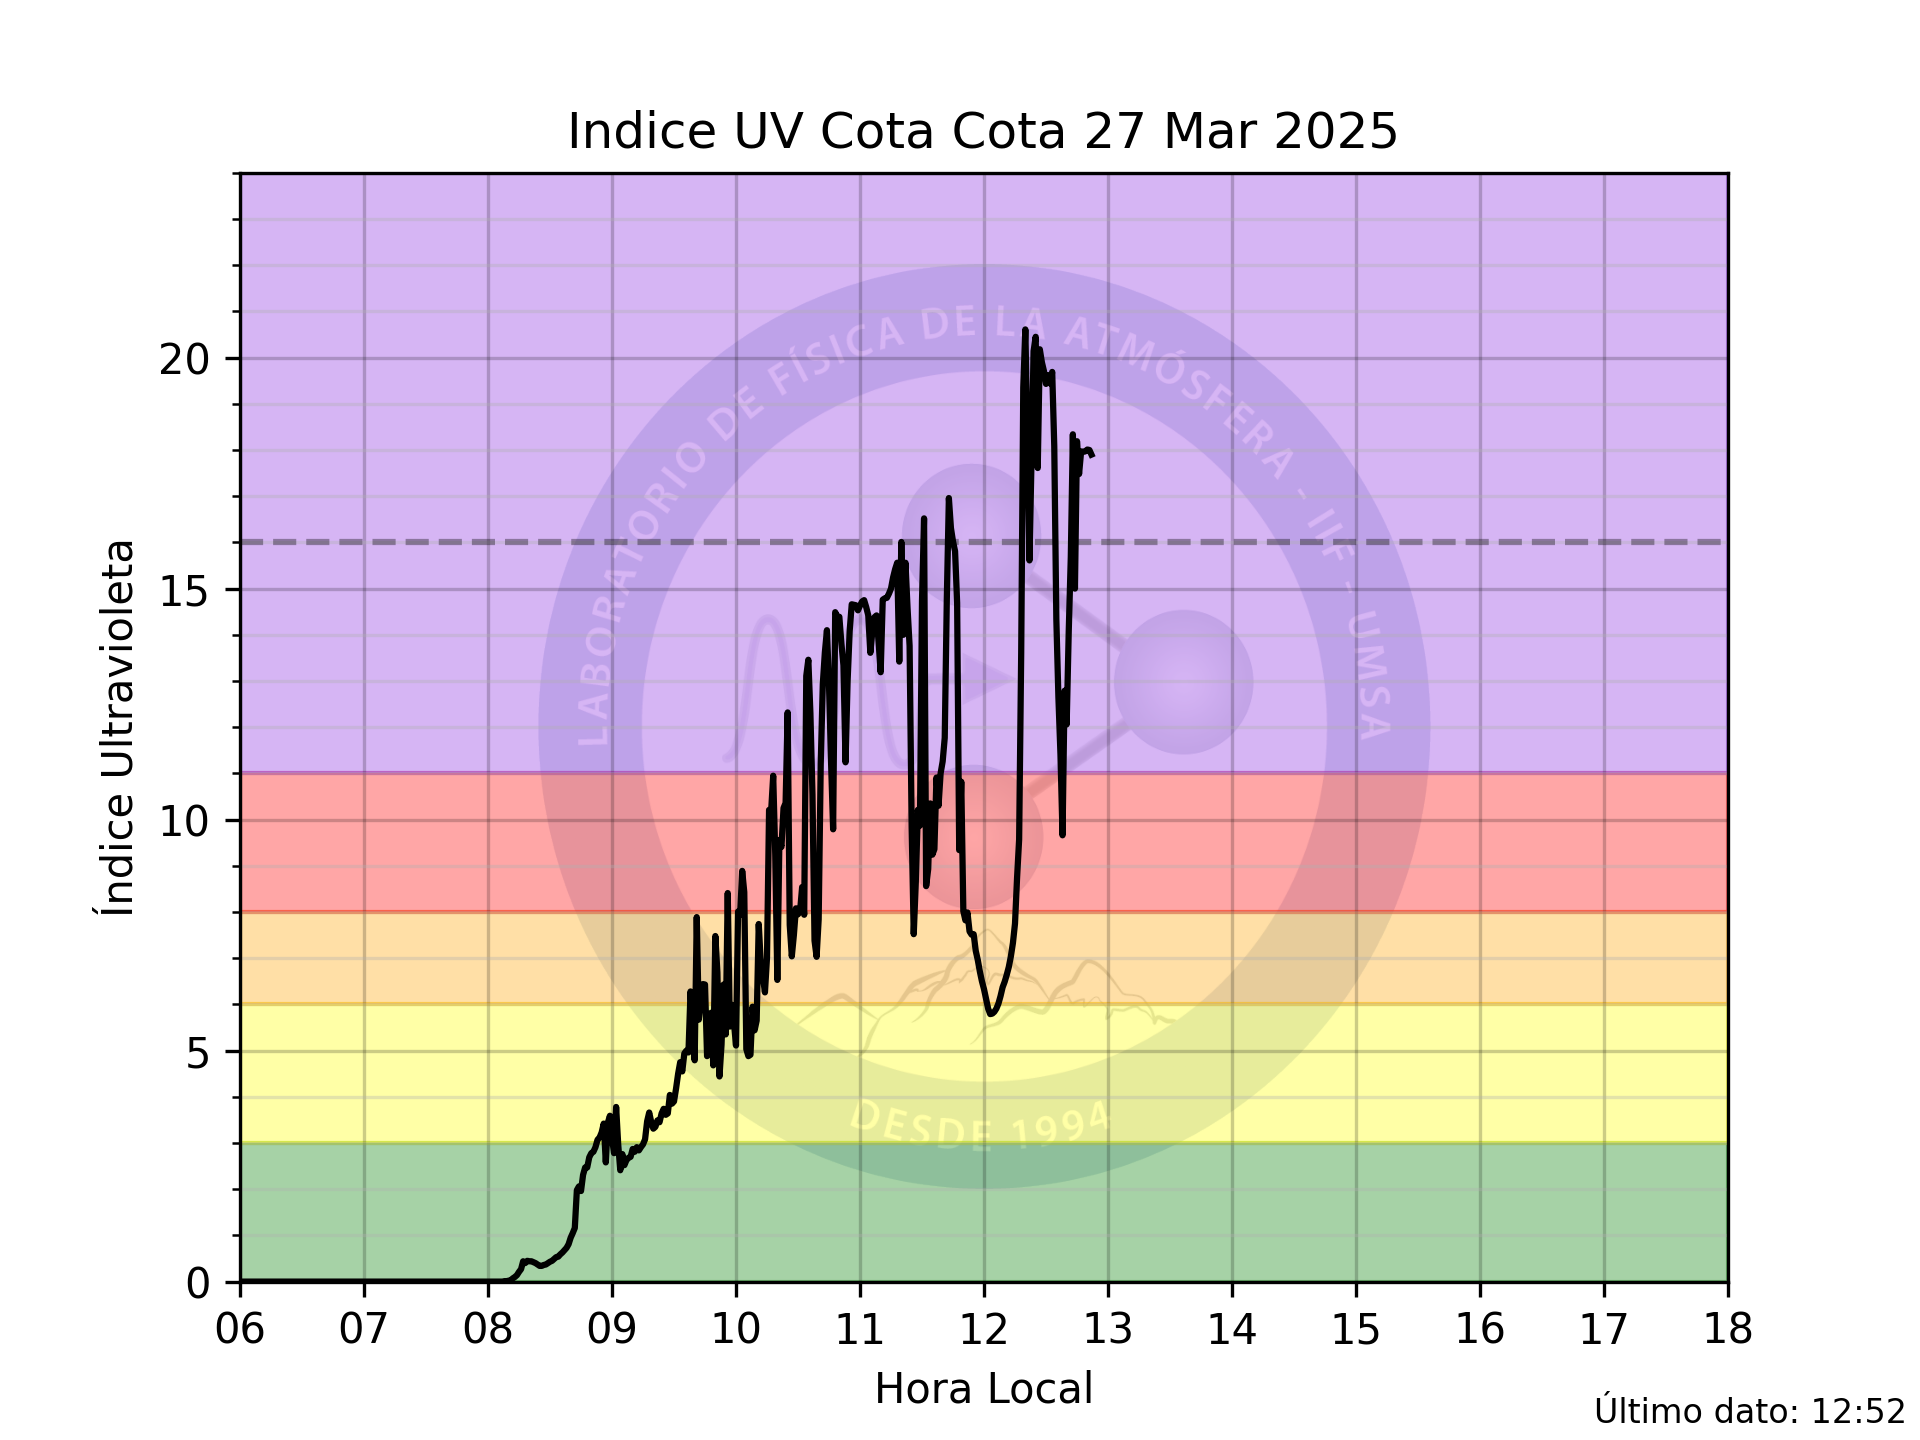 Indice UV Cota Cota 27 Mar 2025
LABORATORIO DE FÍSICA DE LA ATMÓSFERA - IIF - UMSA
DESDE 1994
Índice Ultravioleta
20
15
10
5
0
06 07 08 09 10 11 12 13 14 15 16 17 18
Hora Local
Último dato: 12:52